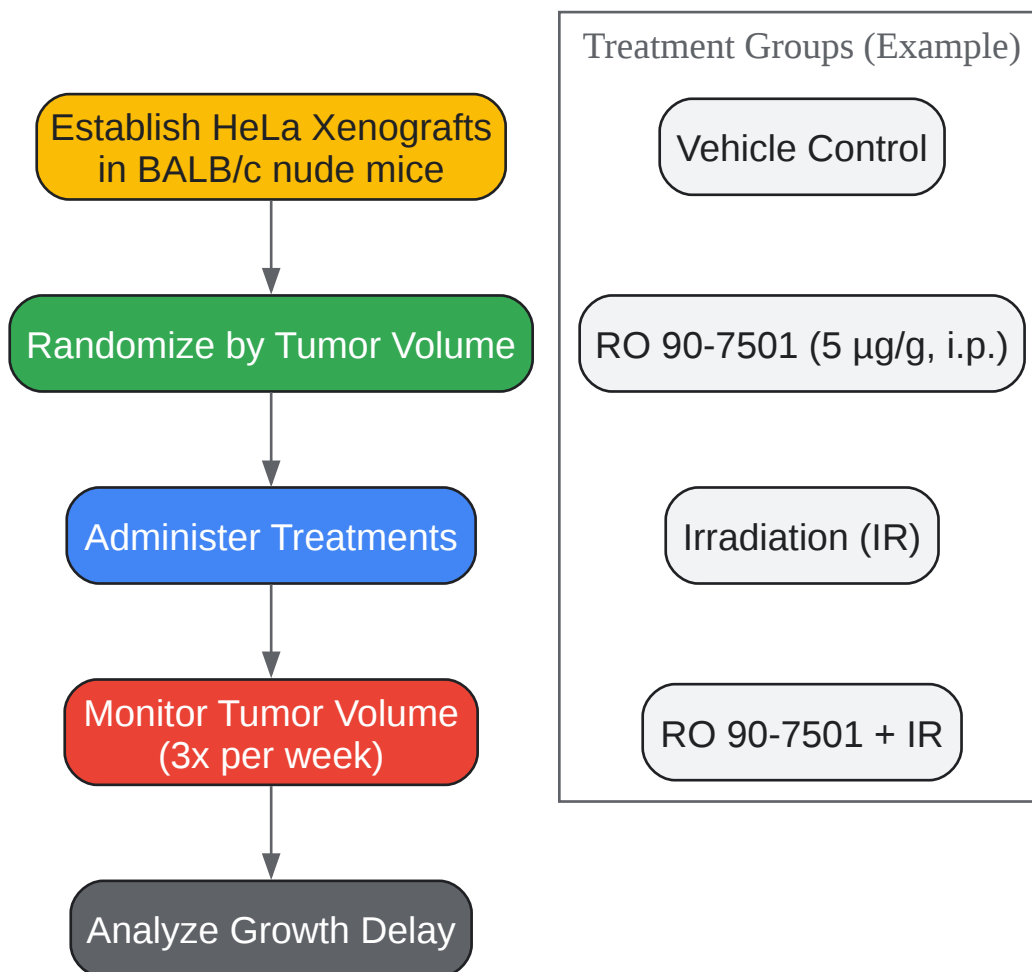 Establish HeLa Xenografts
in BALB/c nude mice
Randomize by Tumor Volume
Administer Treatments
Monitor Tumor Volume
(3x per week)
Analyze Growth Delay
Treatment Groups (Example)
Vehicle Control
RO 90-7501 (5 µg/g, i.p.)
Irradiation (IR)
RO 90-7501 + IR